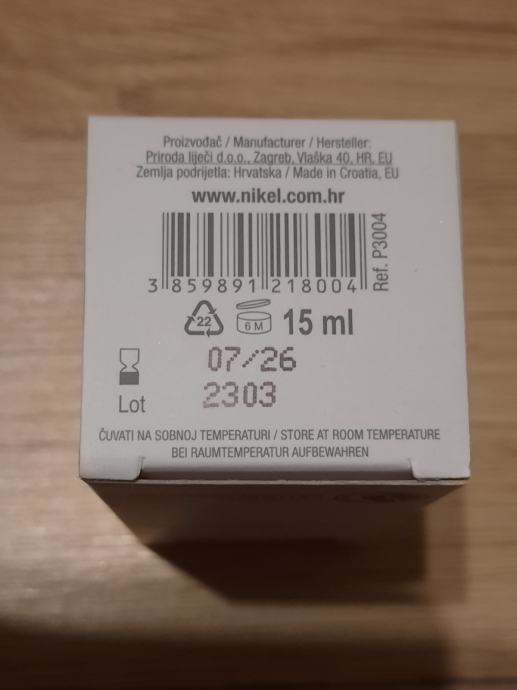 Proizvođač / Manufacturer / Hersteller:
Priroda liječi d.o.o., Zagreb, Vlaška 40, HR, EU
Zemlja podrijetla: Hrvatska / Made in Croatia, EU
www.nikel.com.hr
Ref. P3004
3 859891 218004
22
6 M
15 ml
07/26
Lot 2303
ČUVATI NA SOBNOJ TEMPERATURI / STORE AT ROOM TEMPERATURE
BEI RAUMTEMPERATUR AUFBEWAHREN